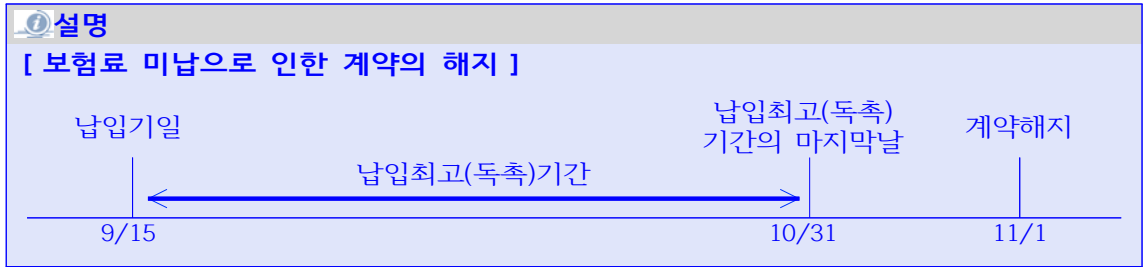 설명
[ 보험료 미납으로 인한 계약의 해지 ]
납입기일
납입최고(독촉)
기간의 마지막날
계약해지
납입최고(독촉)기간
9/15
10/31
11/1